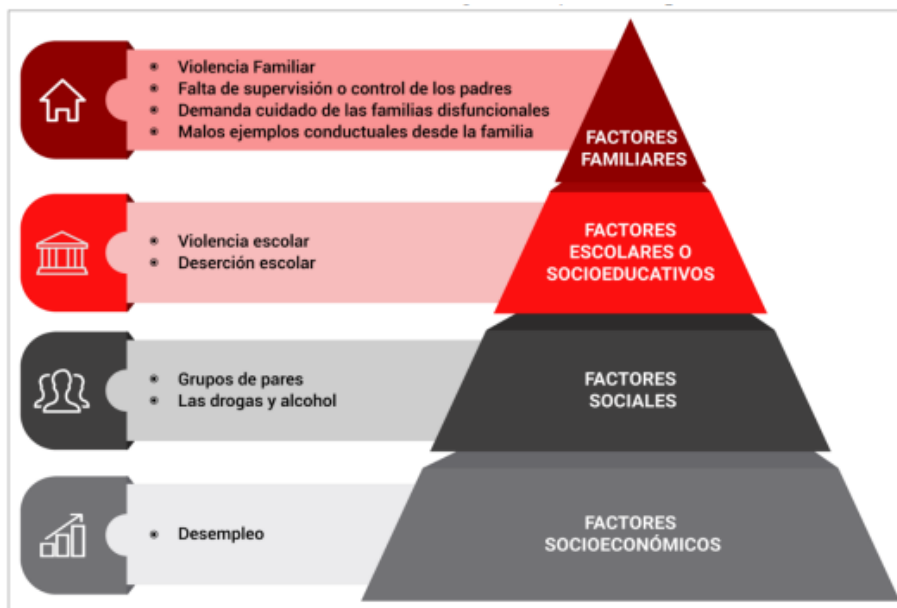 Violencia Familiar
Falta de supervisión o control de los padres
Demanda cuidado de las familias disfuncionales
Malos ejemplos conductuales desde la familia
FACTORES
FAMILIARES
Violencia escolar
Deserción escolar
FACTORES
ESCOLARES O
SOCIOEDUCATIVOS
Grupos de pares
Las drogas y alcohol
FACTORES
SOCIALES
Desempleo
FACTORES
SOCIOECONÓMICOS